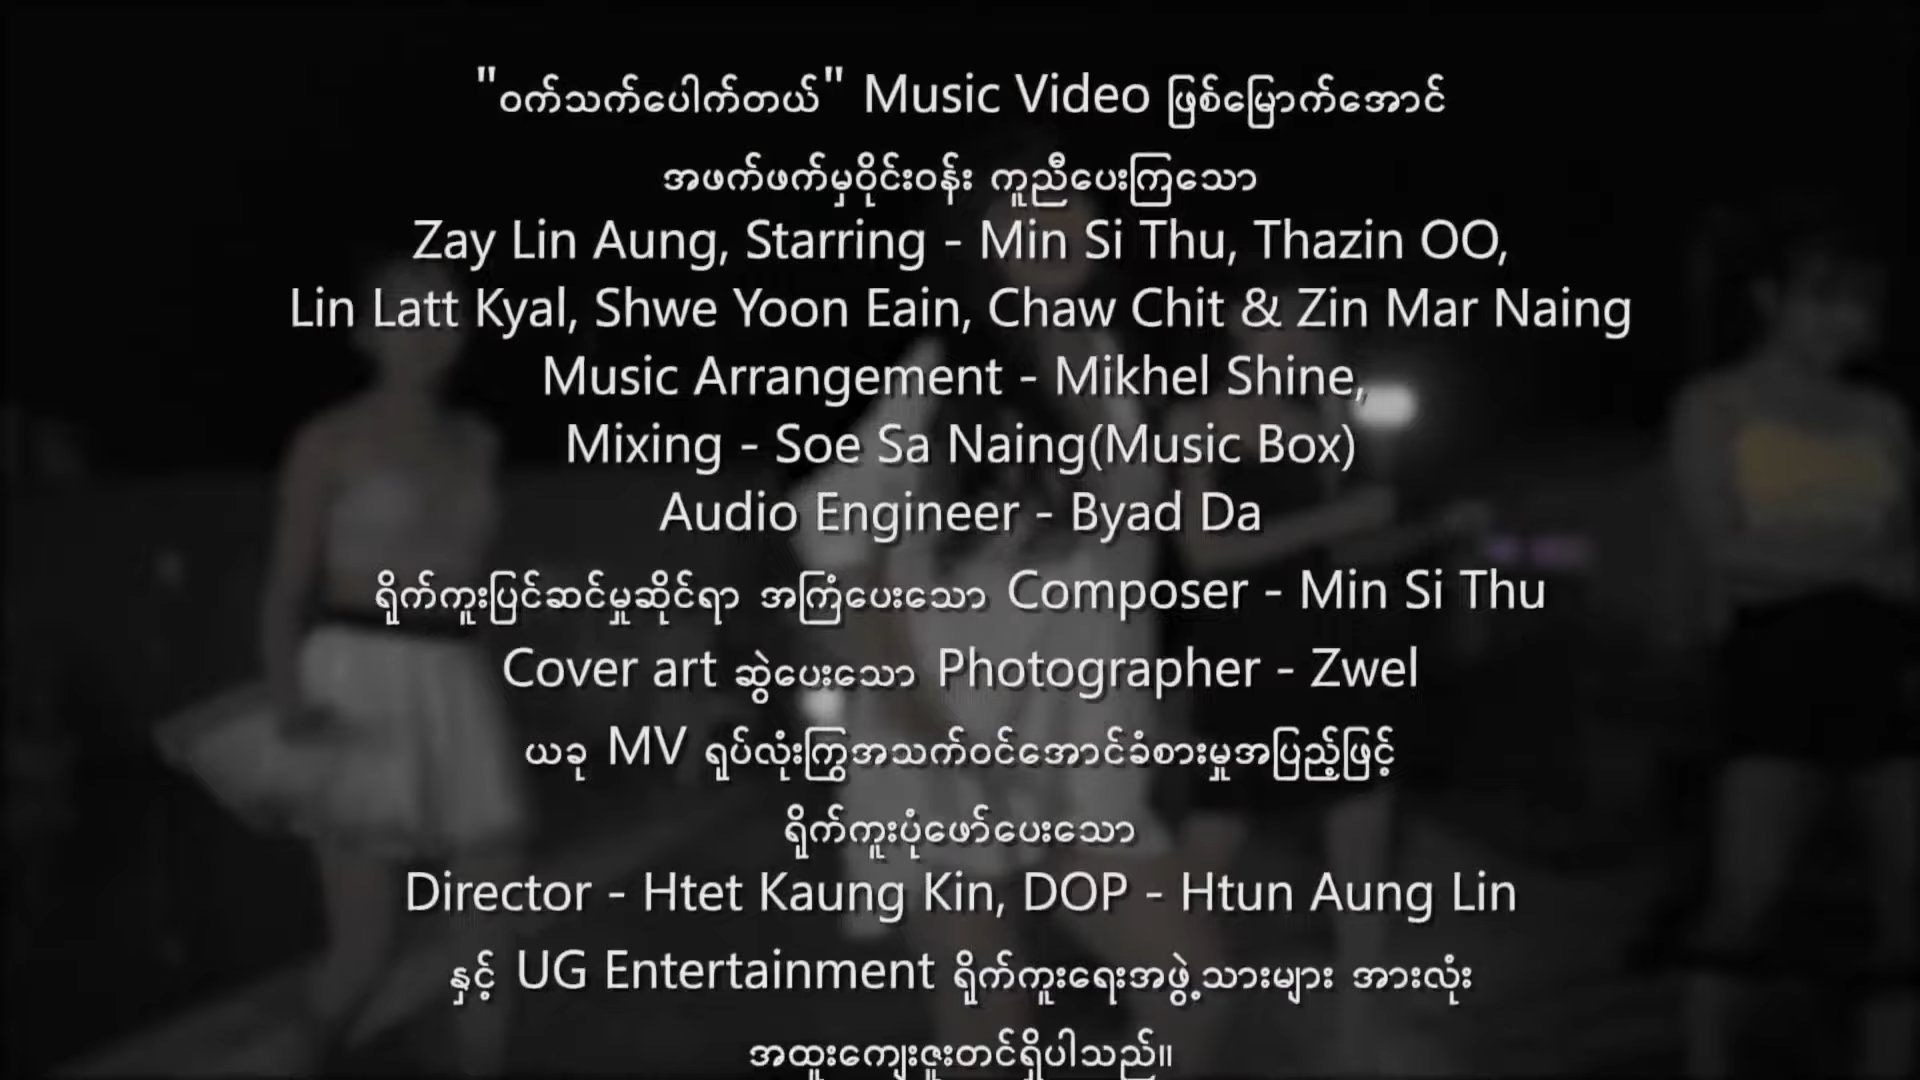 "ဝက်သက်ပေါက်တယ်" Music Video ဖြစ်မြောက်အောင်
အဖက်ဖက်မှဝိုင်းဝန်း ကူညီပေးကြသော
Zay Lin Aung, Starring - Min Si Thu, Thazin OO,
Lin Latt Kyal, Shwe Yoon Eain, Chaw Chit & Zin Mar Naing
Music Arrangement - Mikhel Shine,
Mixing - Soe Sa Naing(Music Box)
Audio Engineer - Byad Da
ရိုက်ကူးပြင်ဆင်မှုဆိုင်ရာ အကြံပေးသော Composer - Min Si Thu
Cover art ဆွဲပေးသော Photographer - Zwel
ယခု MV ရုပ်လုံးကြွအသက်ဝင်အောင်ခံစားမှုအပြည့်ဖြင့်
ရိုက်ကူးပုံဖော်ပေးသော
Director - Htet Kaung Kin, DOP - Htun Aung Lin
နှင့် UG Entertainment ရိုက်ကူးရေးအဖွဲ့သားများ အားလုံး
အထူးကျေးဇူးတင်ရှိပါသည်။